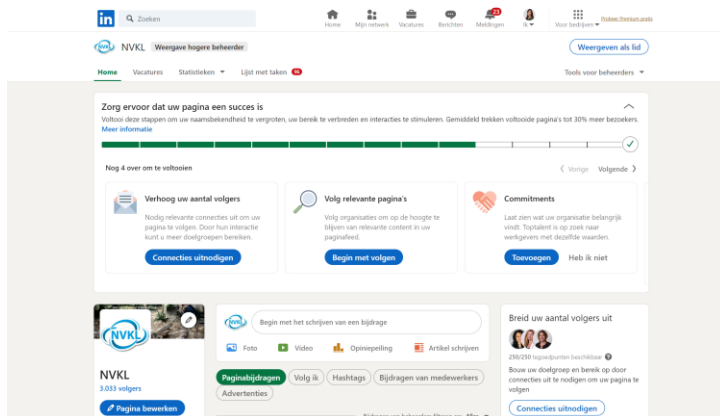 in
Zoeken
Home
Mijn netwerk
Vacatures
Berichten
23
Meldingen
Ik
Voor bedrijven
Probeer Premium gratis
NVKL
NVKL
Weergave hogere beheerder
Weergeven als lid
Home
Vacatures
Statistieken
Lijst met taken
Tools voor beheerders
Zorg ervoor dat uw pagina een succes is
Voltooi deze stappen om uw naamsbekendheid te vergroten, uw bereik te verbreden en interacties te stimuleren. Gemiddeld trekken voltooide pagina's tot 30% meer bezoekers.
Meer informatie
Nog 4 over om te voltooien
Vorige
Volgende
Verhoog uw aantal volgers
Nodig relevante connecties uit om uw
pagina te volgen. Door hun interactie
kunt u meer doelgroepen bereiken.
Connecties uitnodigen
Volg relevante pagina's
Volg organisaties om op de hoogte te
blijven van relevante content in uw
paginafeed.
Begin met volgen
Commitments
Laat zien wat uw organisatie belangrijk
vindt. Toptalent is op zoek naar
werkgevers met dezelfde waarden.
Toevoegen
Heb ik niet
NVKL
NVKL
3.033 volgers
Pagina bewerken
NVKL
Begin met het schrijven van een bijdrage
Foto
Video
Opiniepeiling
Artikel schrijven
Paginabijdragen
Volg ik
Hashtags
Bijdragen van medewerkers
Advertenties
Breid uw aantal volgers uit
250/250 tegoedpunten beschikbaar
Bouw uw doelgroep en bereik op door
connecties uit te nodigen om uw pagina te
volgen
Connecties uitnodigen